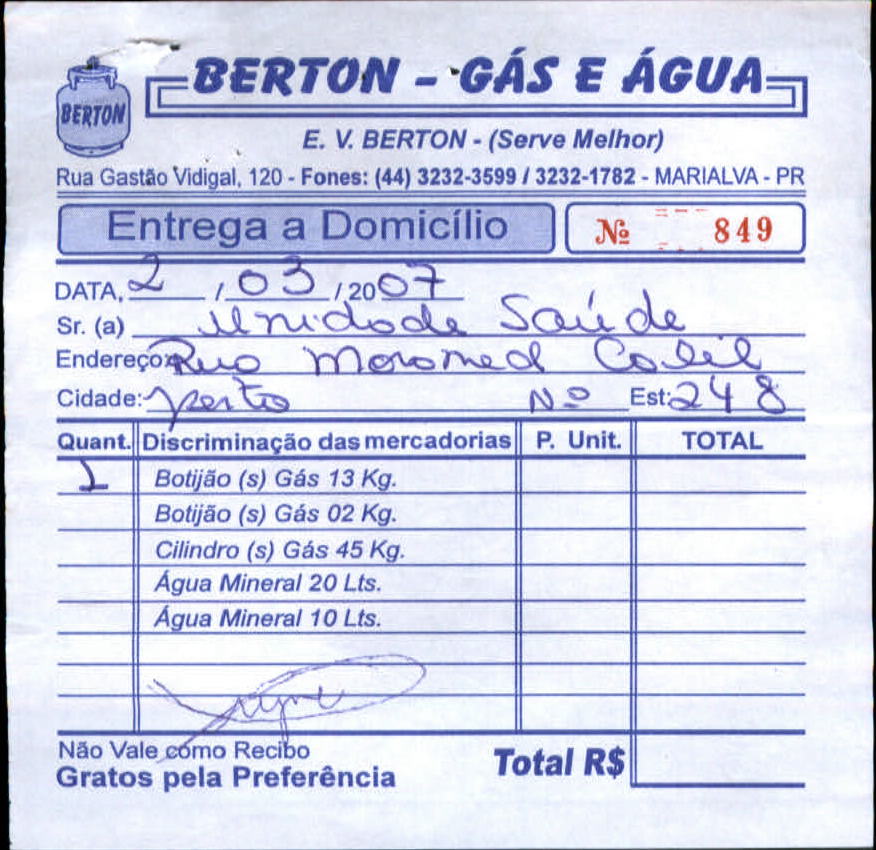 BERTON
BERTON - GÁS E ÁGUA
E. V. BERTON - (Serve Melhor)
Rua Gastão Vidigal, 120 - Fones: (44) 3232-3599 / 3232-1782 - MARIALVA - PR
Entrega a Domicílio
Nº 849
DATA, 2 / 03 / 2007
Sr. (a) Unidade Saúde
Endereço: Rua
Cidade: perto Nº Est: 248
Quant. Discriminação das mercadorias P. Unit. TOTAL
1 Botijão (s) Gás 13 Kg.
Botijão (s) Gás 02 Kg.
Cilindro (s) Gás 45 Kg.
Água Mineral 20 Lts.
Água Mineral 10 Lts.
Não Vale como Recibo
Gratos pela Preferência
Total R$